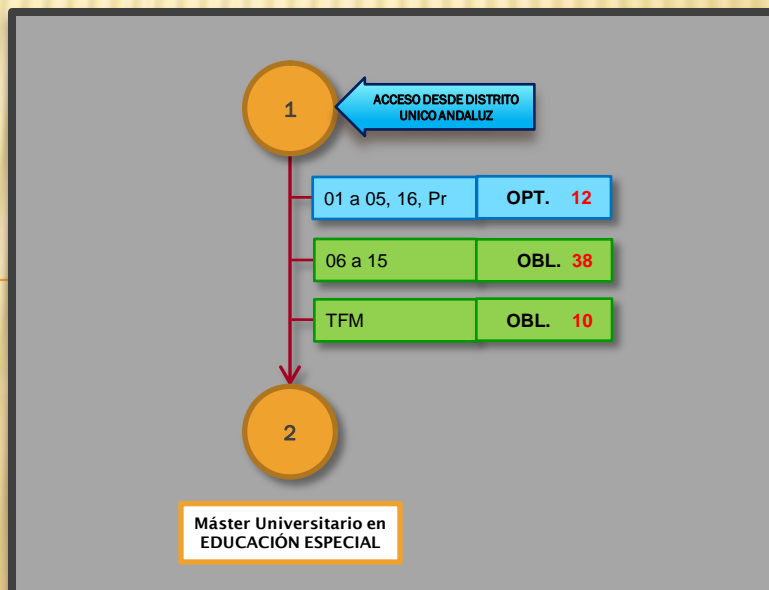 1
ACCESO DESDE DISTRITO
UNICO ANDALUZ
01 a 05, 16, Pr OPT. 12
06 a 15 OBL. 38
TFM OBL. 10
2
Máster Universitario en
EDUCACIÓN ESPECIAL